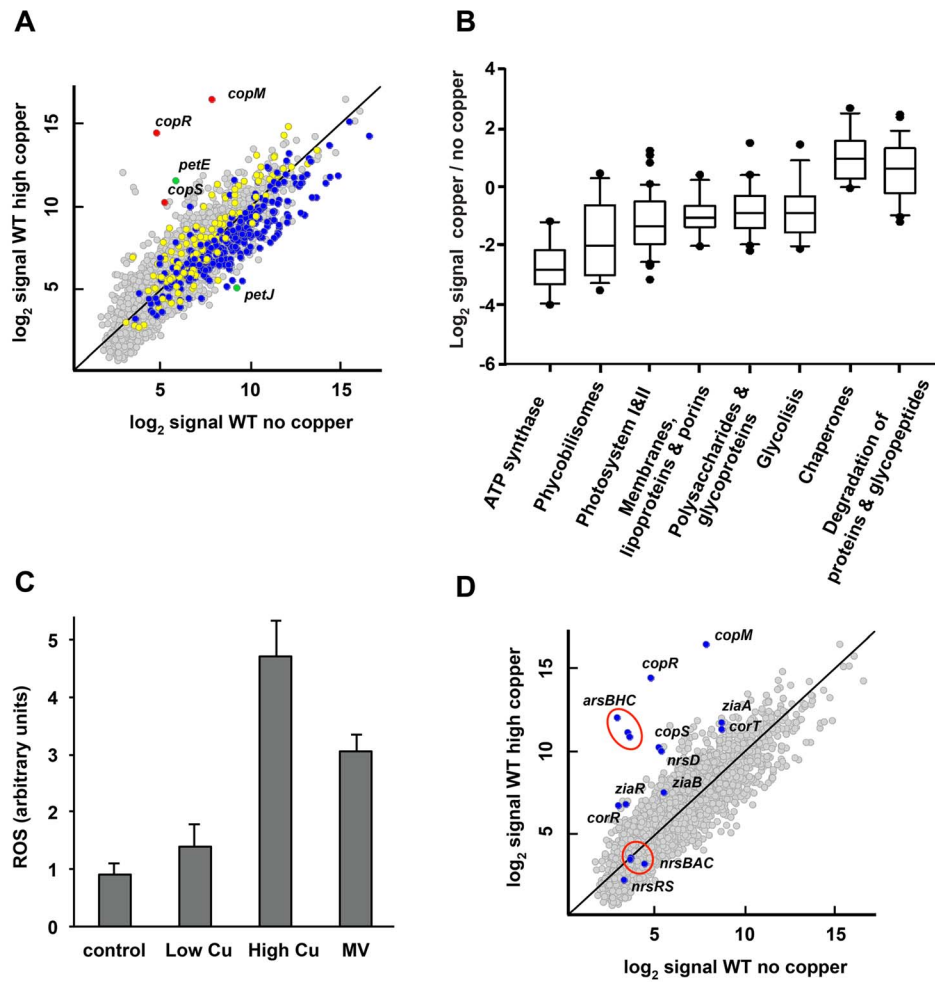 A
log2 signal WT high copper
15
10
5
copM
copR
petE
copS
petJ
5
10
15
log2 signal WT no copper
B
Log2 signal copper / no copper
4
2
0
-2
-4
-6
ATP synthase
Phycobilisomes
Photosystem I&II
Membranes,
lipoproteins & porins
Polysaccharides &
glycoproteins
Glycolisis
Chaperones
Degradation of
proteins & glycopeptides
C
ROS (arbitrary units)
5
4
3
2
1
0
control
Low Cu
High Cu
MV
D
log2 signal WT high copper
15
10
5
copM
copR
arsBHC
ziaA
corT
copS
nrsD
ziaR
ziaB
corR
nrsBAC
nrsRS
5
10
15
log2 signal WT no copper